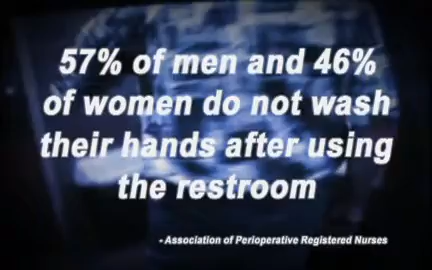 57% of men and 46%
of women do not wash
their hands after using
the restroom
- Association of Perioperative Registered Nurses